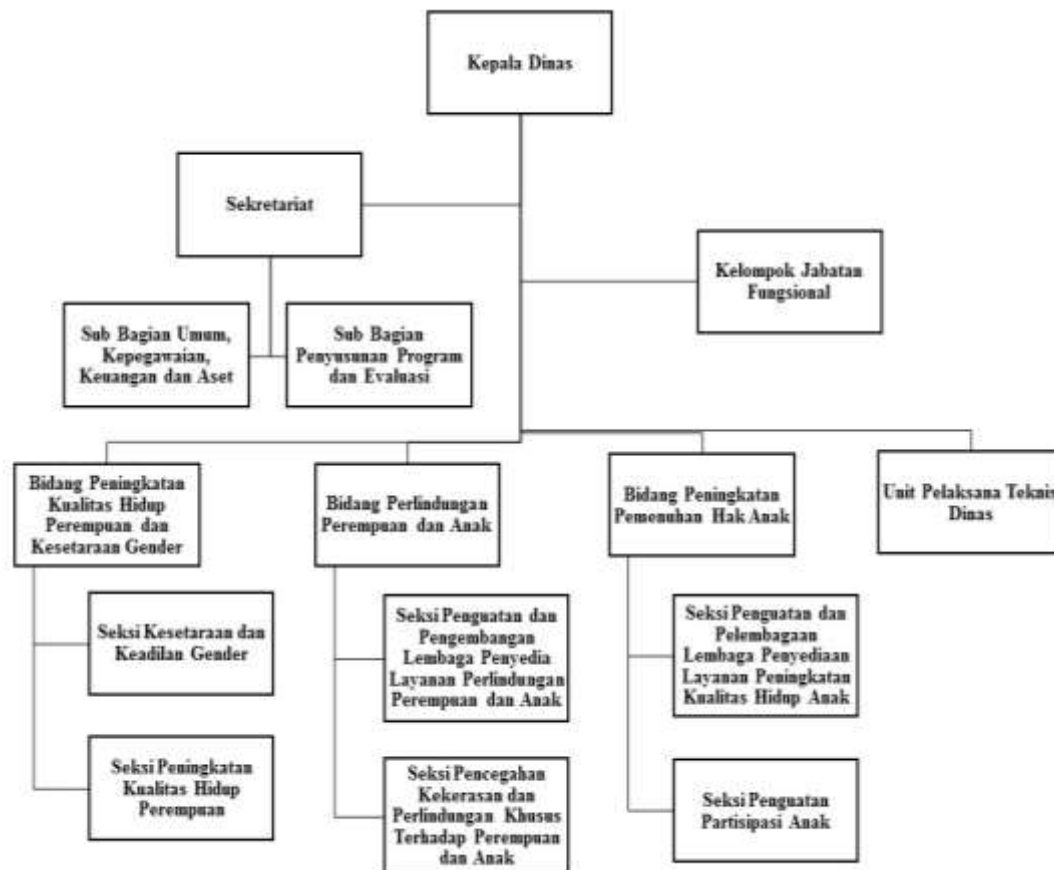 Kepala Dinas
Sekretariat
Kelompok Jabatan
Fungsional
Sub Bagian Umum,
Kepegawaian,
Keuangan dan Aset
Sub Bagian
Penyusunan Program
dan Evaluasi
Bidang Peningkatan
Kualitas Hidup
Perempuan dan
Kesetaraan Gender
Bidang Perlindungan
Perempuan dan Anak
Bidang Peningkatan
Pemenuhan Hak Anak
Unit Pelaksana Teknis
Dinas
Seksi Kesetaraan dan
Keadilan Gender
Seksi Penguatan dan
Pengembangan
Lembaga Penyedia
Layanan Perlindungan
Perempuan dan Anak
Seksi Penguatan dan
Pelembagaan
Lembaga Penyediaan
Layanan Peningkatan
Kualitas Hidup Anak
Seksi Peningkatan
Kualitas Hidup
Perempuan
Seksi Pencegahan
Kekerasan dan
Perlindungan Khusus
Terhadap Perempuan
dan Anak
Seksi Penguatan
Partisipasi Anak